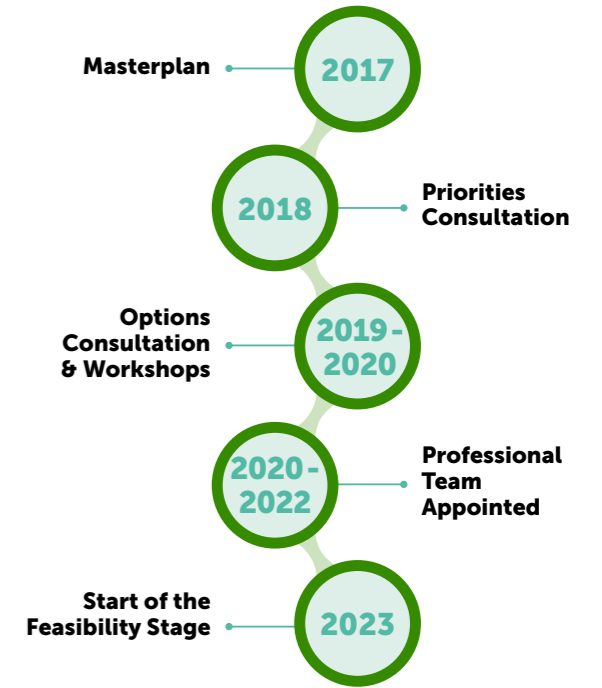 Masterplan
2017
2018
Priorities
Consultation
Options
Consultation
& Workshops
2019-
2020
2020-
2022
Professional
Team
Appointed
Start of the
Feasibility Stage
2023